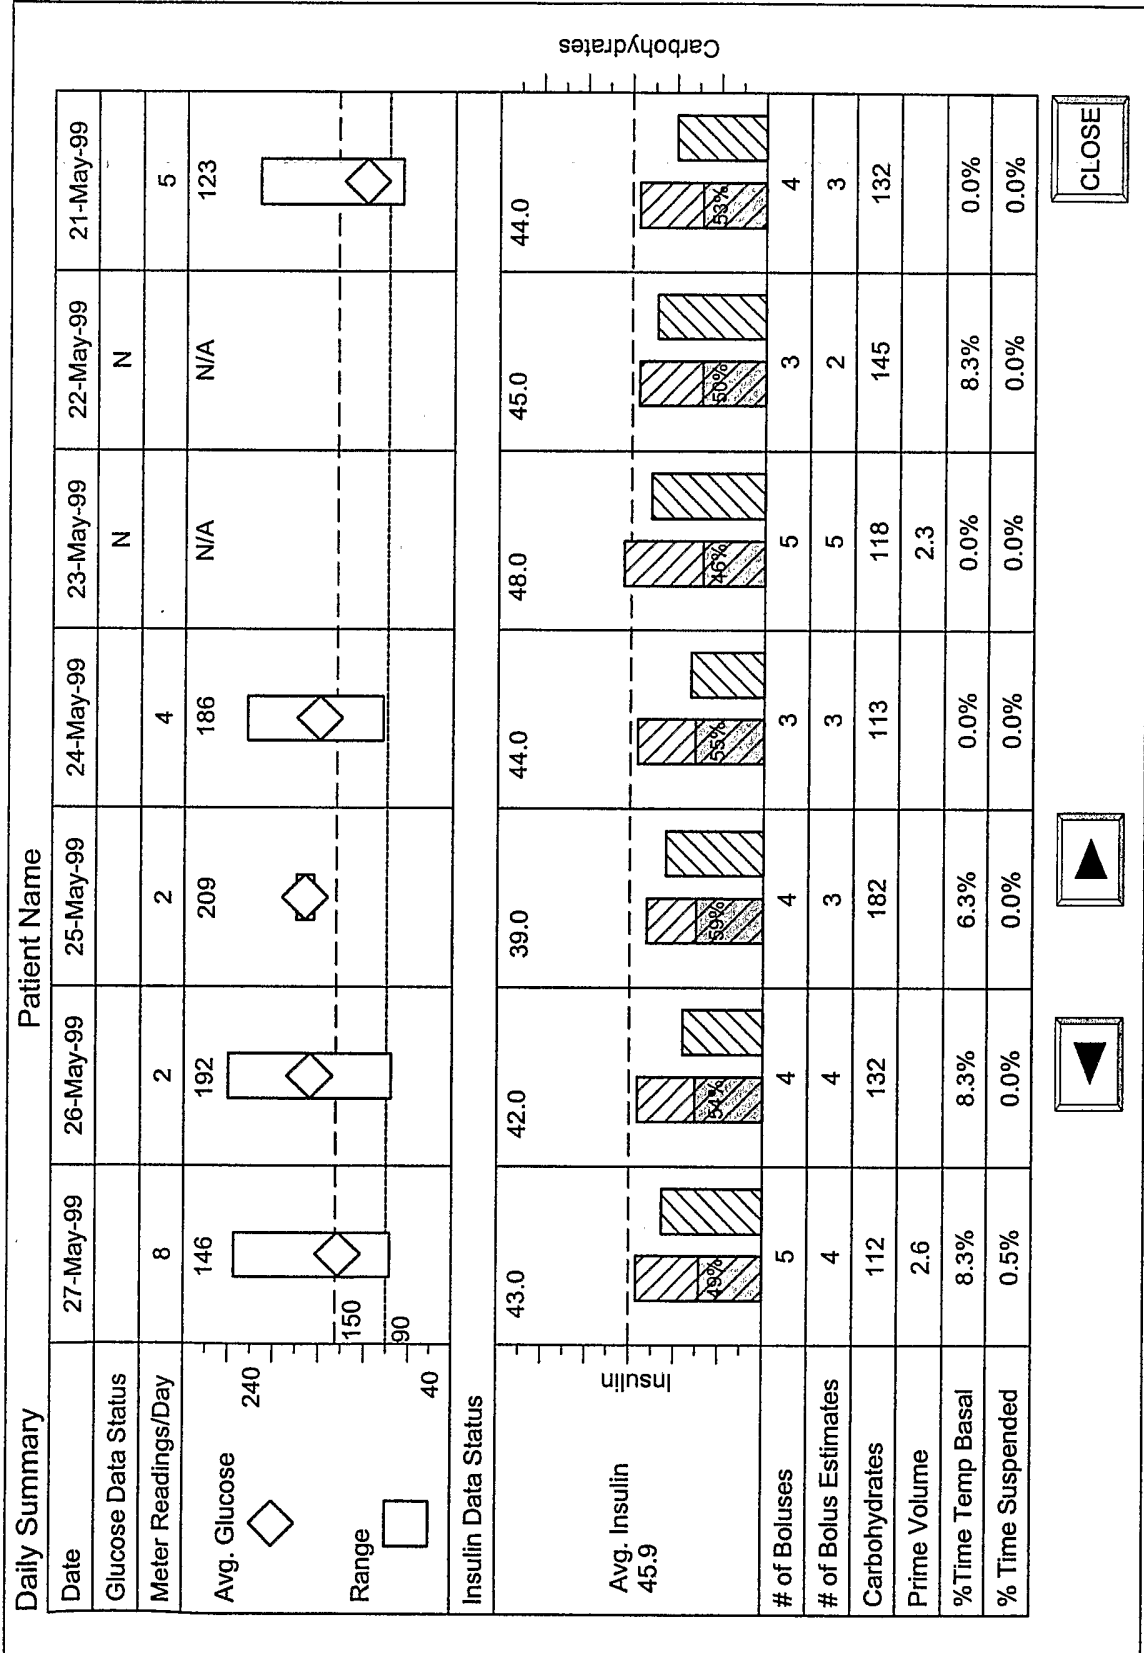 Daily Summary
Patient Name
Date 27-May-99 26-May-99 25-May-99 24-May-99 23-May-99 22-May-99 21-May-99
Glucose Data Status N N
Meter Readings/Day 8 2 2 4 5
Avg. Glucose 146 192 209 186 N/A N/A 123
240
150
90
Range 40
Insulin Data Status
43.0 42.0 39.0 44.0 48.0 45.0 44.0
Insulin
Carbohydrates
Avg. Insulin
45.9
49% 54% 59% 55% 46% 50% 53%
# of Boluses 5 4 4 3 5 3 4
# of Bolus Estimates 4 4 3 3 5 2 3
Carbohydrates 112 132 182 113 118 145 132
Prime Volume 2.6 2.3
%Time Temp Basal 8.3% 8.3% 6.3% 0.0% 0.0% 8.3% 0.0%
% Time Suspended 0.5% 0.0% 0.0% 0.0% 0.0% 0.0% 0.0%
CLOSE